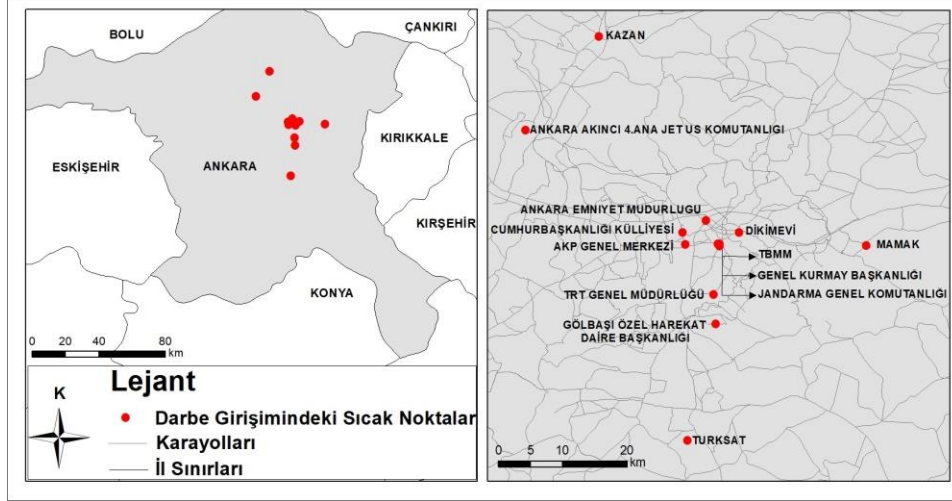 BOLU
ÇANKIRI
KIRIKKALE
ANKARA
ESKİŞEHİR
KIRŞEHİR
KONYA
0 20 40 80
km
Lejant
K
Darbe Girişimindeki Sıcak Noktalar
Karayolları
İl Sınırları
KAZAN
ANKARA AKINCI 4.ANA JET US KOMUTANLIGI
ANKARA EMNIYET MUDURLUGU
CUMHURBAŞKANLIĞI KÜLLİYESİ
DİKİMEVİ
AKP GENEL MERKEZİ
MAMAK
TBMM
GENEL KURMAY BAŞKANLIĞI
TRT GENEL MÜDÜRLÜĞÜ
JANDARMA GENEL KOMUTANLIĞI
GÖLBAŞI ÖZEL HAREKAT
DAİRE BAŞKANLIĞI
TURKSAT
0 5 10 20
km